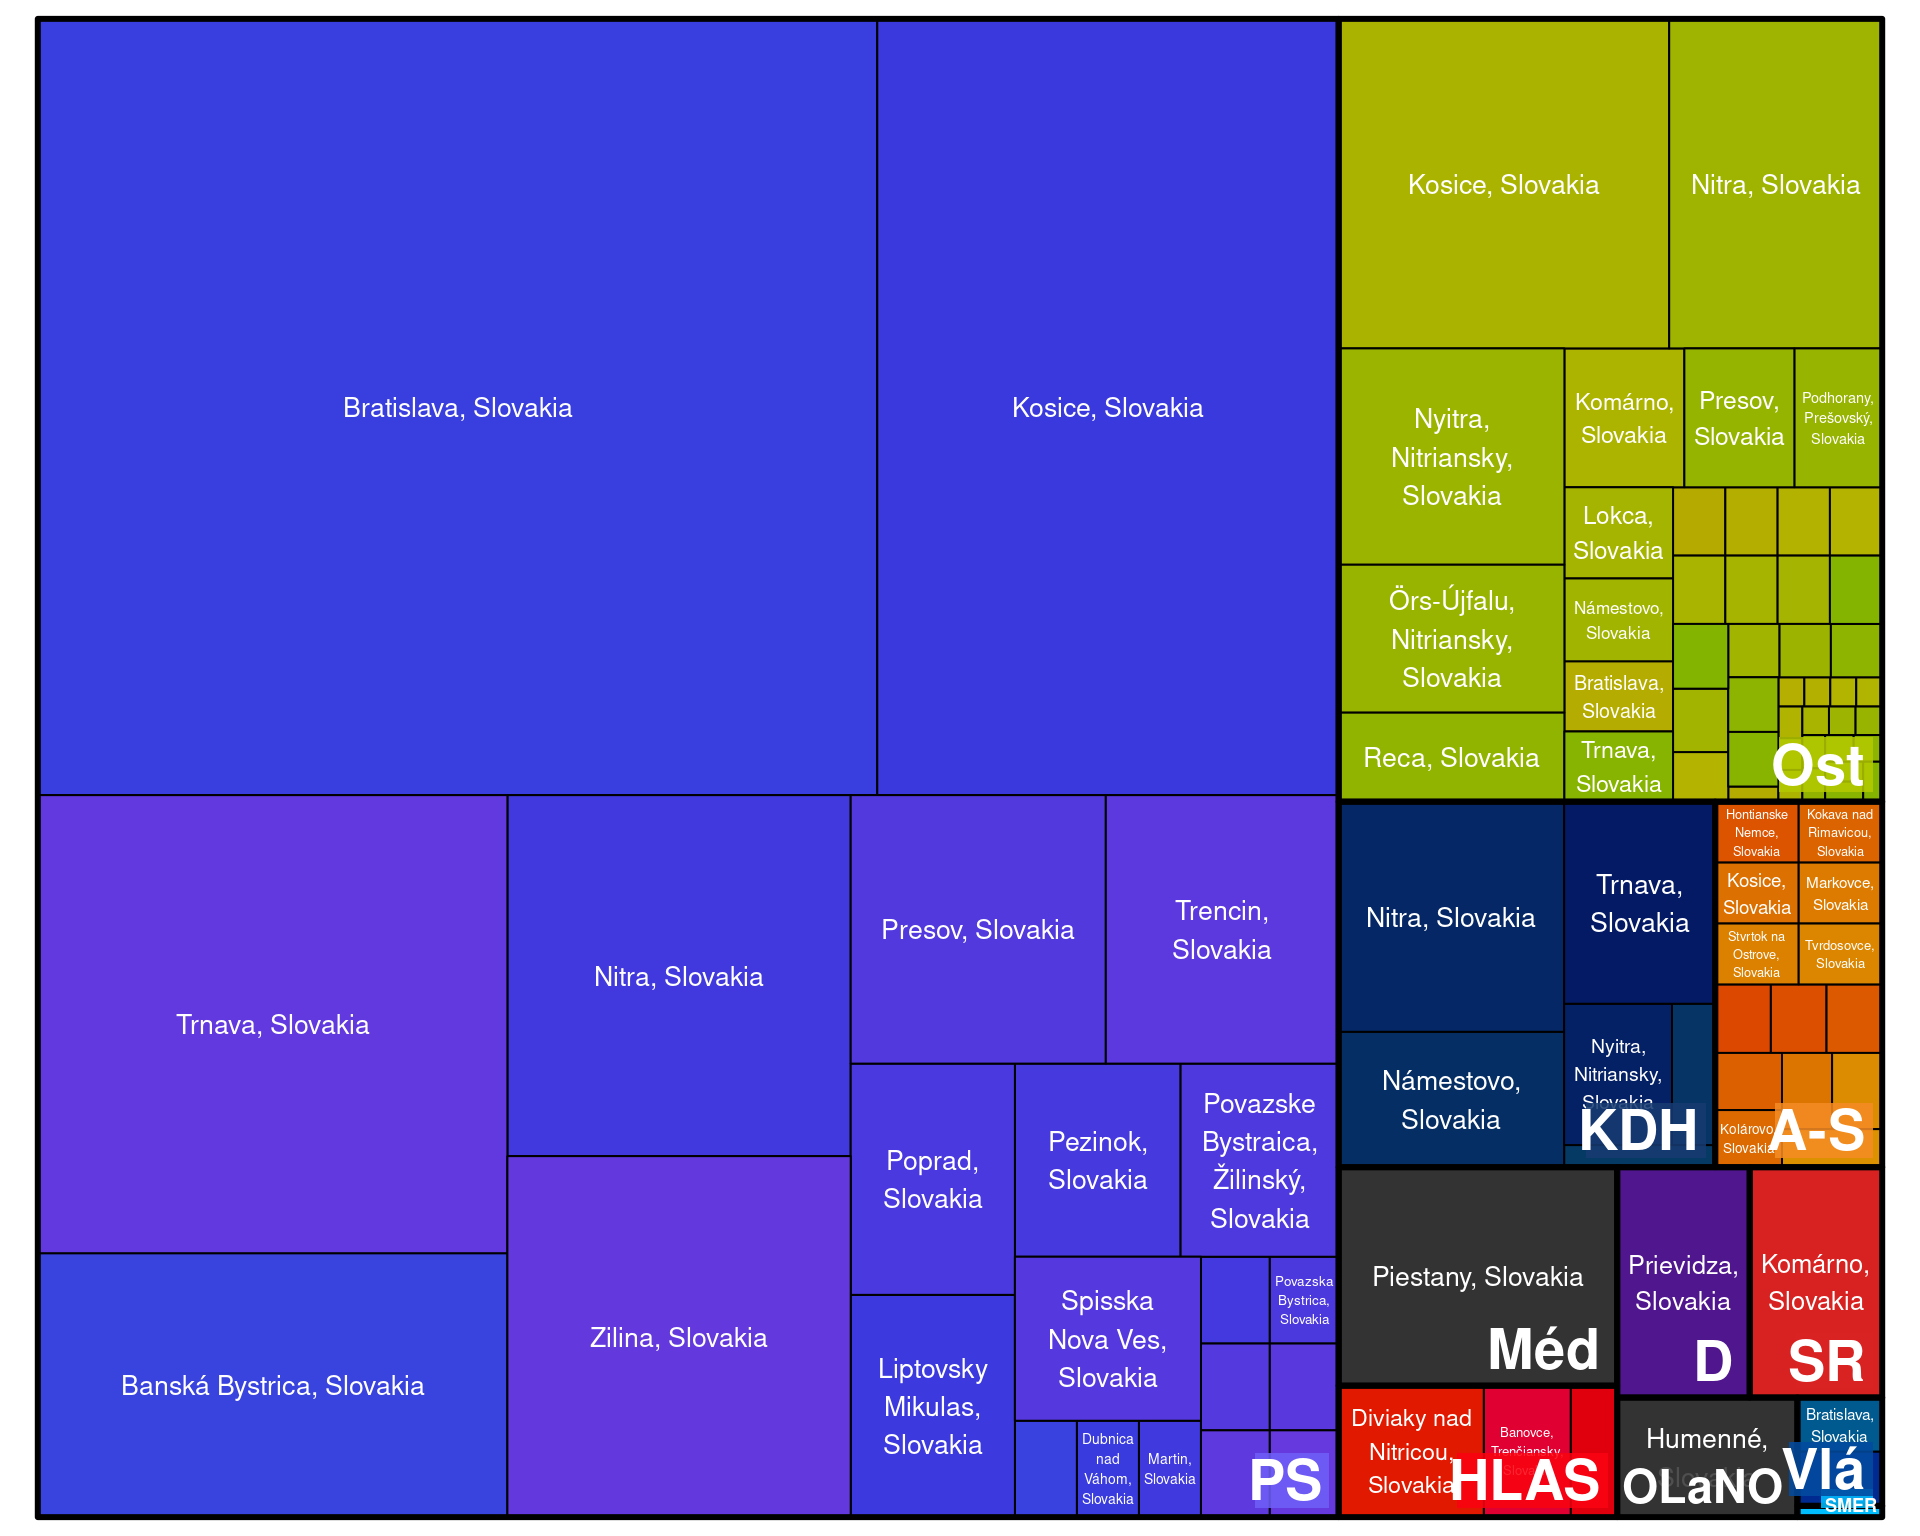 Bratislava, Slovakia
Kosice, Slovakia
Trnava, Slovakia
Banská Bystrica, Slovakia
Nitra, Slovakia
Zilina, Slovakia
Presov, Slovakia
Trencin,
Slovakia
Poprad,
Slovakia
Liptovsky
Mikulas,
Slovakia
Pezinok,
Slovakia
Povazske
Bystraica,
Žilinský,
Slovakia
Spisska
Nova Ves,
Slovakia
Povazska
Bystrica,
Slovakia
Dubnica
nad
Váhom,
Slovakia
Martin,
Slovakia
PS
Kosice, Slovakia
Nitra, Slovakia
Nyitra,
Nitriansky,
Slovakia
Örs-Újfalu,
Nitriansky,
Slovakia
Reca, Slovakia
Komárno,
Slovakia
Presov,
Slovakia
Podhorany,
Prešovský,
Slovakia
Lokca,
Slovakia
Námestovo,
Slovakia
Bratislava,
Slovakia
Trnava,
Slovakia
Ost
Nitra, Slovakia
Námestovo,
Slovakia
Trnava,
Slovakia
Nyitra,
Nitriansky,
Slovakia
KDH
Hontianske
Nemce,
Slovakia
Kokava nad
Rimavicou,
Slovakia
Kosice,
Slovakia
Markovce,
Slovakia
Stvrtok na
Ostrove,
Slovakia
Tvrdosovce,
Slovakia
Kolárovo,
Slovakia
A-S
Piestany, Slovakia
Méd
Prievidza,
Slovakia
D
Komárno,
Slovakia
SR
Diviaky nad
Nitricou,
Slovakia
Banovce,
Trenčiansky,
Slovakia
HLAS
Humenné,
Slovakia
OLaNO
Bratislava,
Slovakia
Vlá
SMER